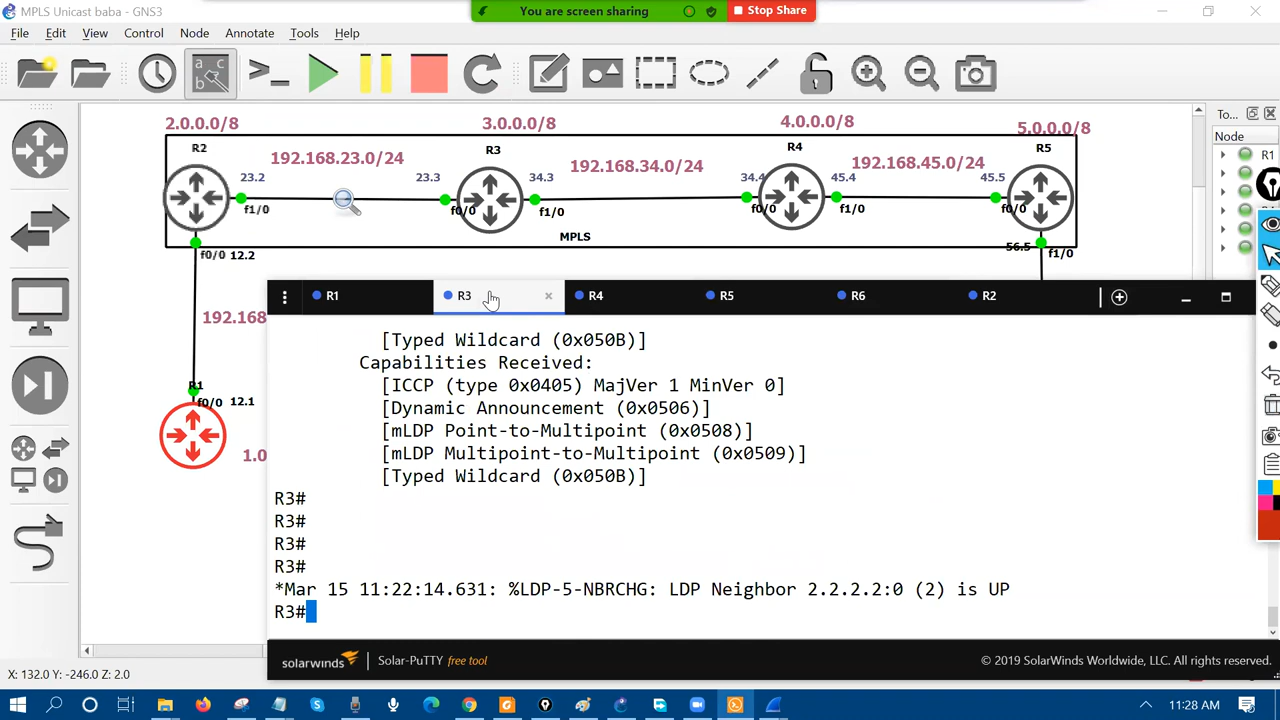 MPLS Unicast baba - GNS3
You are screen sharing
Stop Share
File Edit View Control Node Annotate Tools Help
2.0.0.0/8 3.0.0.0/8 4.0.0.0/8 5.0.0.0/8
R2 R3 R4 R5
192.168.23.0/24 192.168.34.0/24 192.168.45.0/24
23.2 23.3 34.3 34.4 45.4 45.5
f1/0 f0/0 f1/0 f0/0 f1/0 f0/0
MPLS
f0/0 12.2
56.5 f1/0
192.168
R1
f0/0 12.1
1.0
To...
Node
R1
R1 R3 R4 R5 R6 R2
[Typed Wildcard (0x050B)]
Capabilities Received:
[ICCP (type 0x0405) MajVer 1 MinVer 0]
[Dynamic Announcement (0x0506)]
[mLDP Point-to-Multipoint (0x0508)]
[mLDP Multipoint-to-Multipoint (0x0509)]
[Typed Wildcard (0x050B)]
R3#
R3#
R3#
R3#
*Mar 15 11:22:14.631: %LDP-5-NBRCHG: LDP Neighbor 2.2.2.2:0 (2) is UP
R3#
solarwinds Solar-PuTTY free tool
© 2019 SolarWinds Worldwide, LLC. All rights reserved.
X: 132.0 Y: -246.0 Z: 2.0
11:28 AM